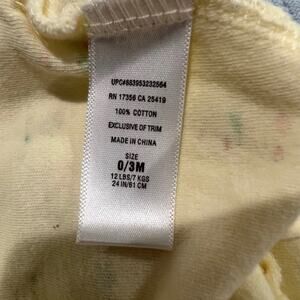 UPC#883953232564
RN 17356 CA 25419
100% COTTON
EXCLUSIVE OF TRIM
MADE IN CHINA
SIZE
0/3M
12 LBS/7 KGS
24 IN/61 CM